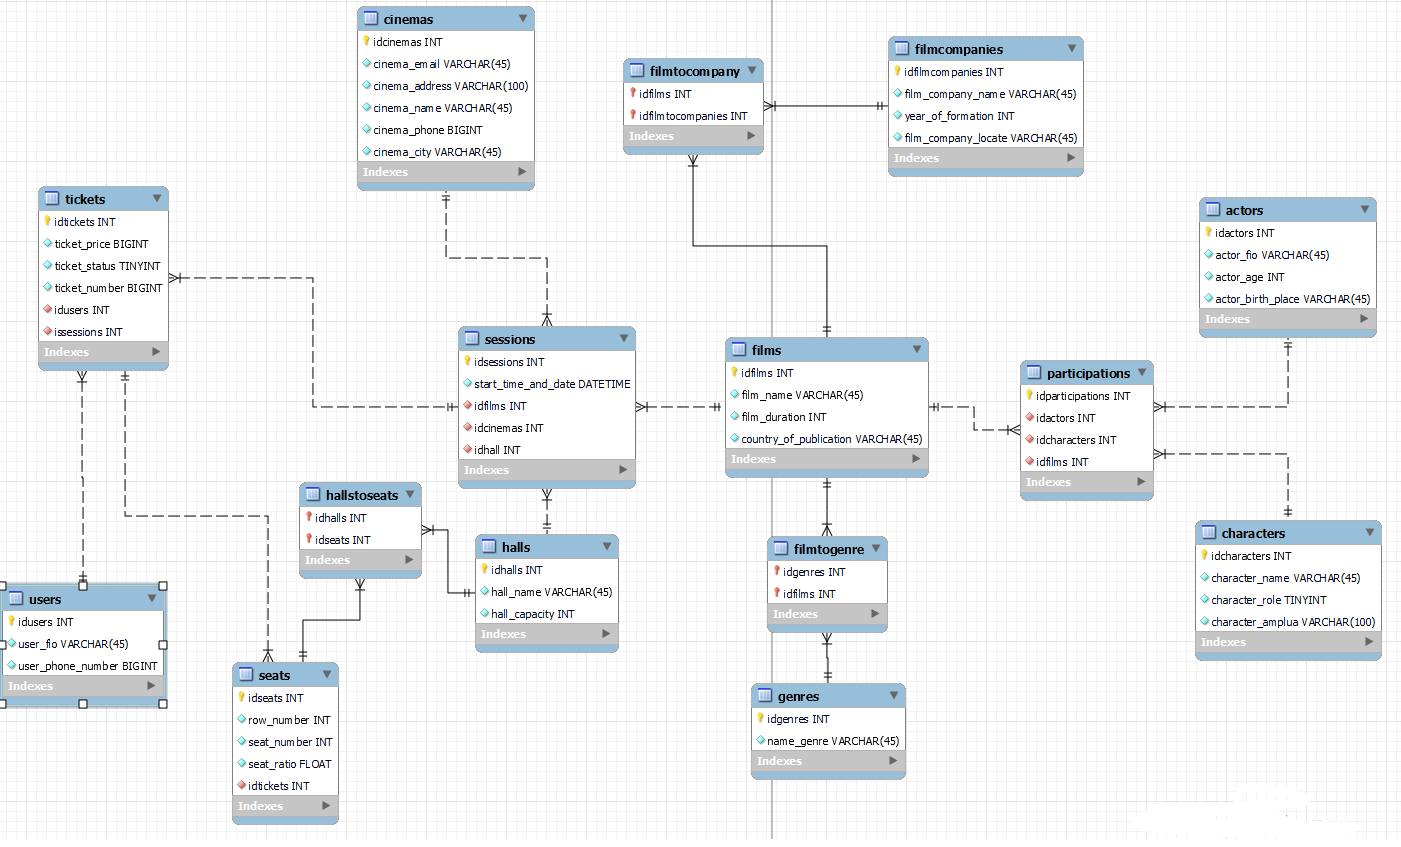 cinemas
idcinemas INT
cinema_email VARCHAR(45)
cinema_address VARCHAR(100)
cinema_name VARCHAR(45)
cinema_phone BIGINT
cinema_city VARCHAR(45)
Indexes
filmtocompany
idfilms INT
idfilmtocompanies INT
Indexes
filmcompanies
idfilmcompanies INT
film_company_name VARCHAR(45)
year_of_formation INT
film_company_locate VARCHAR(45)
Indexes
tickets
idtickets INT
ticket_price BIGINT
ticket_status TINYINT
ticket_number BIGINT
idusers INT
issessions INT
Indexes
actors
idactors INT
actor_fio VARCHAR(45)
actor_age INT
actor_birth_place VARCHAR(45)
Indexes
sessions
idsessions INT
start_time_and_date DATETIME
idfilms INT
idcinemas INT
idhall INT
Indexes
films
idfilms INT
film_name VARCHAR(45)
film_duration INT
country_of_publication VARCHAR(45)
Indexes
participations
idparticipations INT
idactors INT
idcharacters INT
idfilms INT
Indexes
hallstoseats
idhalls INT
idseats INT
Indexes
halls
idhalls INT
hall_name VARCHAR(45)
hall_capacity INT
Indexes
filmtogenre
idgenres INT
idfilms INT
Indexes
characters
idcharacters INT
character_name VARCHAR(45)
character_role TINYINT
character_amplua VARCHAR(100)
Indexes
users
idusers INT
user_fio VARCHAR(45)
user_phone_number BIGINT
Indexes
seats
idseats INT
row_number INT
seat_number INT
seat_ratio FLOAT
idtickets INT
Indexes
genres
idgenres INT
name_genre VARCHAR(45)
Indexes